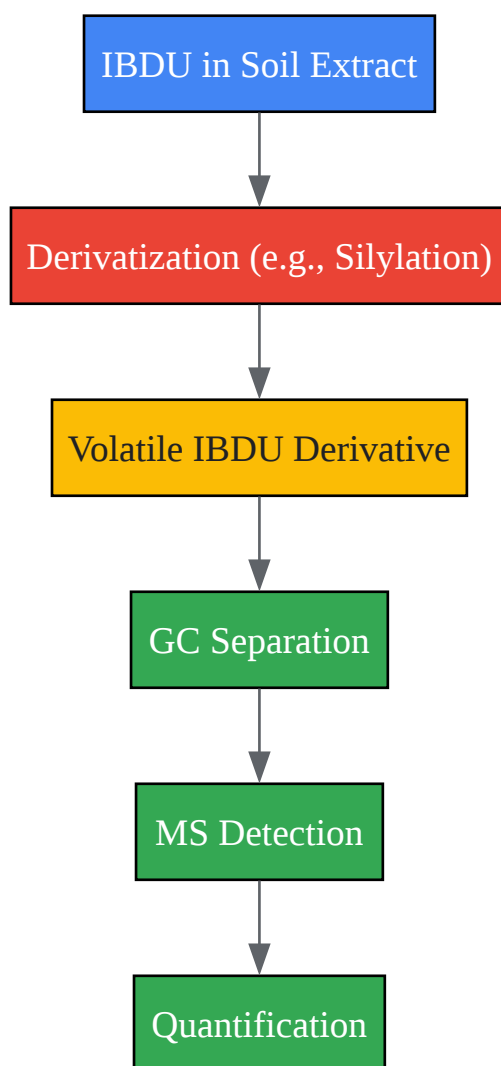 IBDU in Soil Extract
Derivatization (e.g., Silylation)
Volatile IBDU Derivative
GC Separation
MS Detection
Quantification